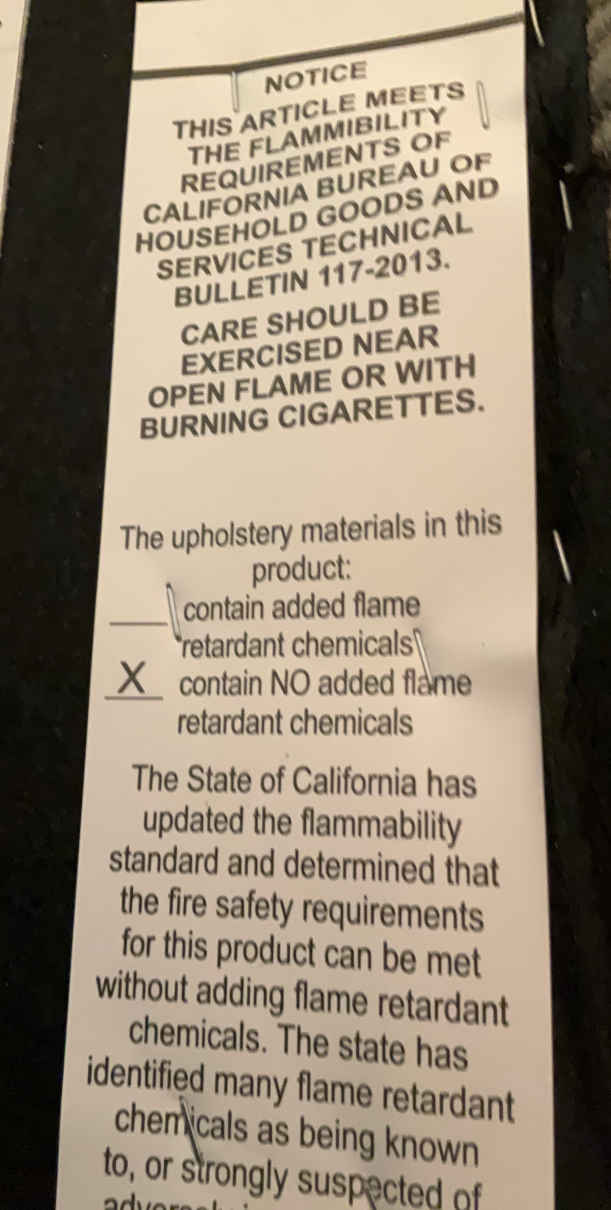 NOTICE
THIS ARTICLE MEETS
THE FLAMMIBILITY
REQUIREMENTS OF
CALIFORNIA BUREAU OF
HOUSEHOLD GOODS AND
SERVICES TECHNICAL
BULLETIN 117-2013.
CARE SHOULD BE
EXERCISED NEAR
OPEN FLAME OR WITH
BURNING CIGARETTES.
The upholstery materials in this
product:
contain added flame
retardant chemicals
X contain NO added flame
retardant chemicals
The State of California has
updated the flammability
standard and determined that
the fire safety requirements
for this product can be met
without adding flame retardant
chemicals. The state has
identified many flame retardant
chemicals as being known
to, or strongly suspected of